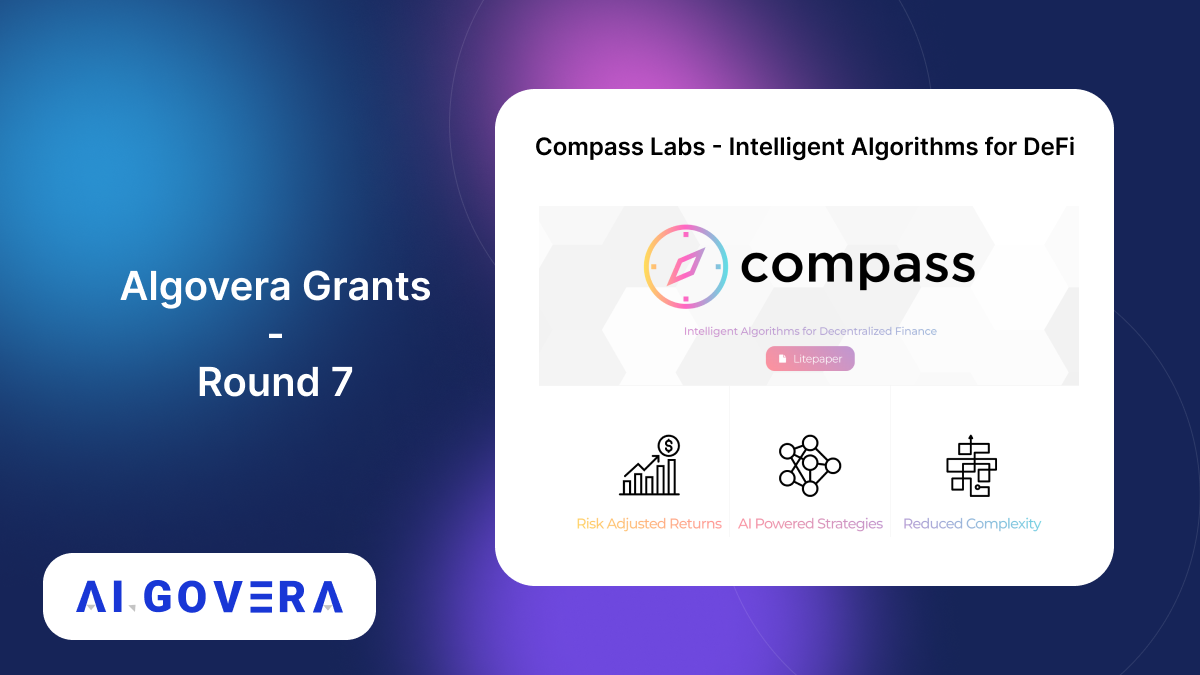 Algovera Grants
-
Round 7
Compass Labs - Intelligent Algorithms for DeFi
compass
Intelligent Algorithms for Decentralized Finance
Litepaper
$
Risk Adjusted Returns
AI Powered Strategies
Reduced Complexity
ALGOVERA